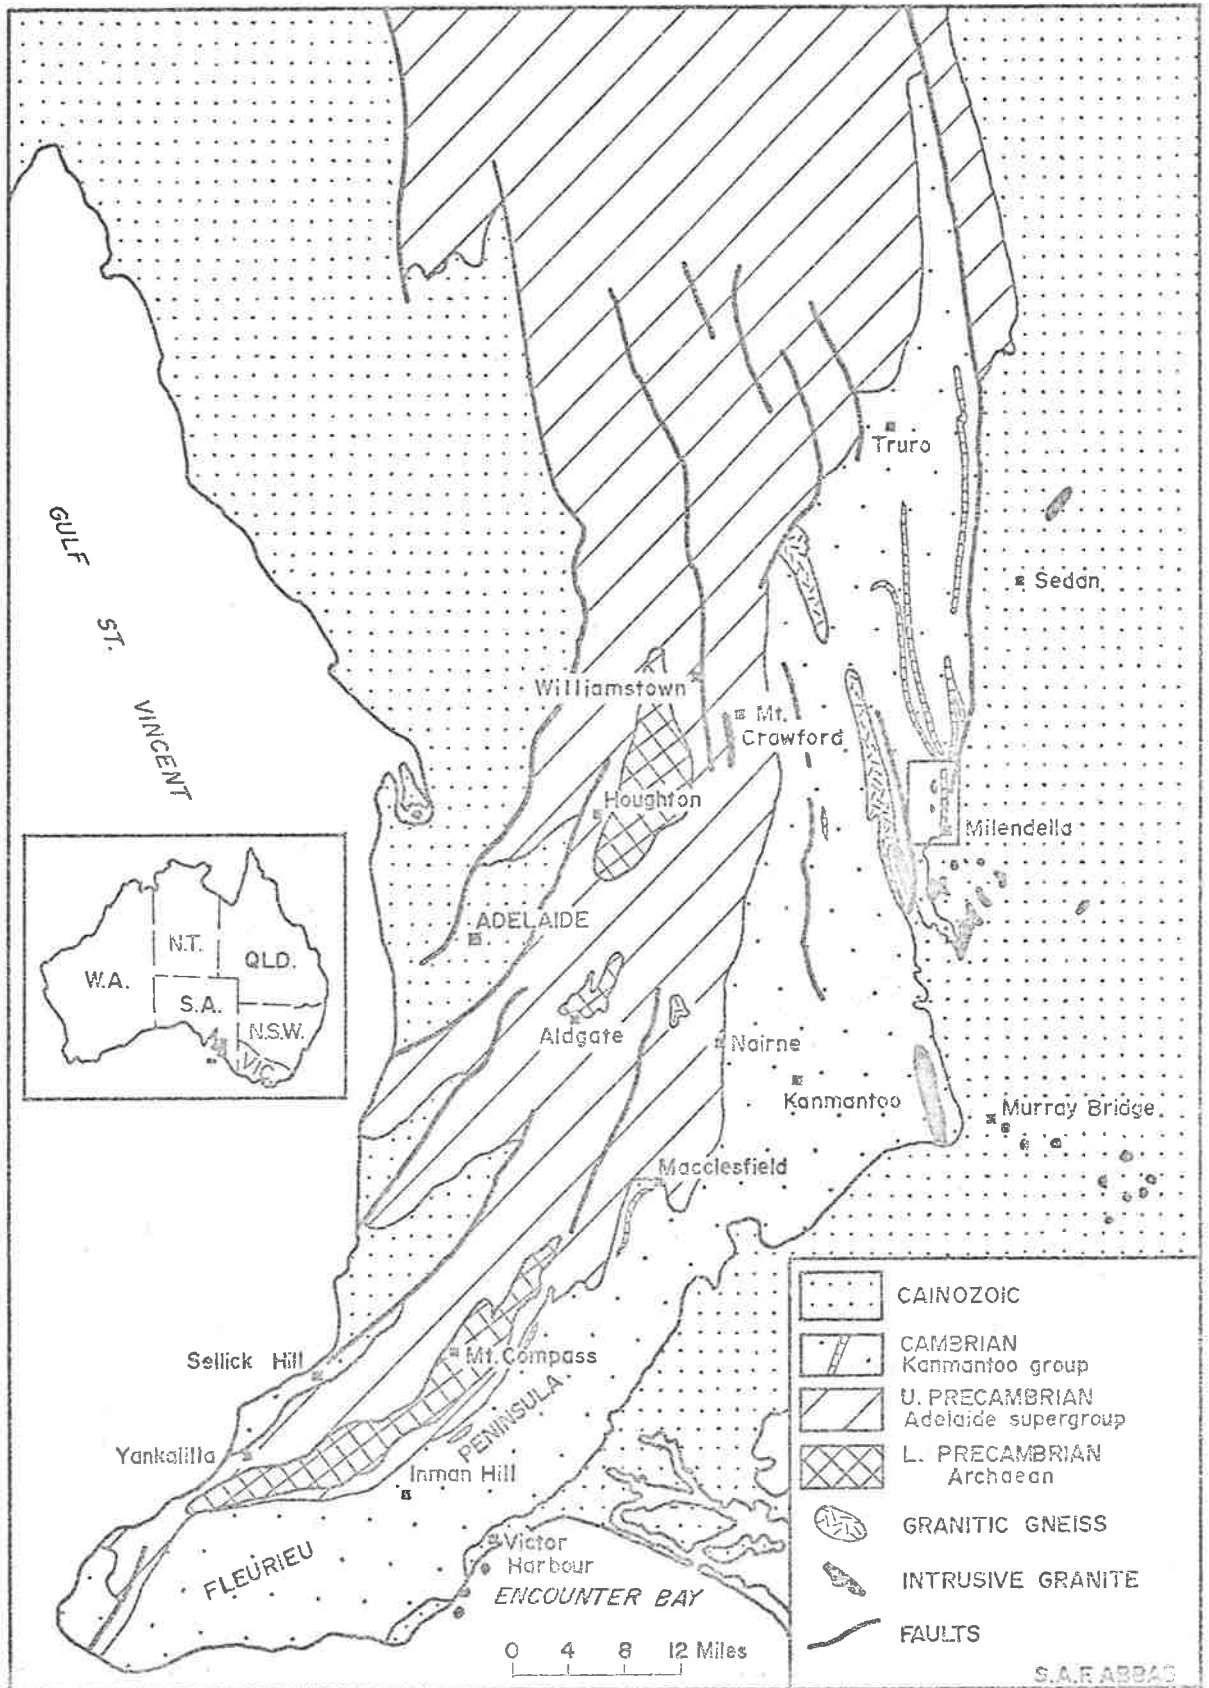 Truro
Sedan
GULF
ST.
VINCENT
Williamstown
Mt.
Crawford
Houghton
Milendella
ADELAIDE
N.T.
QLD.
W.A.
S.A.
N.S.W.
VIC.
Aldgate
Nairne
Kanmantoo
Murray Bridge
Macclesfield
Sellick Hill
Mt. Compass
PENINSULA
Yankalilla
Inman Hill
FLEURIEU
Victor
Harbour
ENCOUNTER BAY
0 4 8 12 Miles
CAINOZOIC
CAMBRIAN
Kanmantoo group
U. PRECAMBRIAN
Adelaide supergroup
L. PRECAMBRIAN
Archaean
GRANITIC GNEISS
INTRUSIVE GRANITE
FAULTS
S.A.F. ABBAS